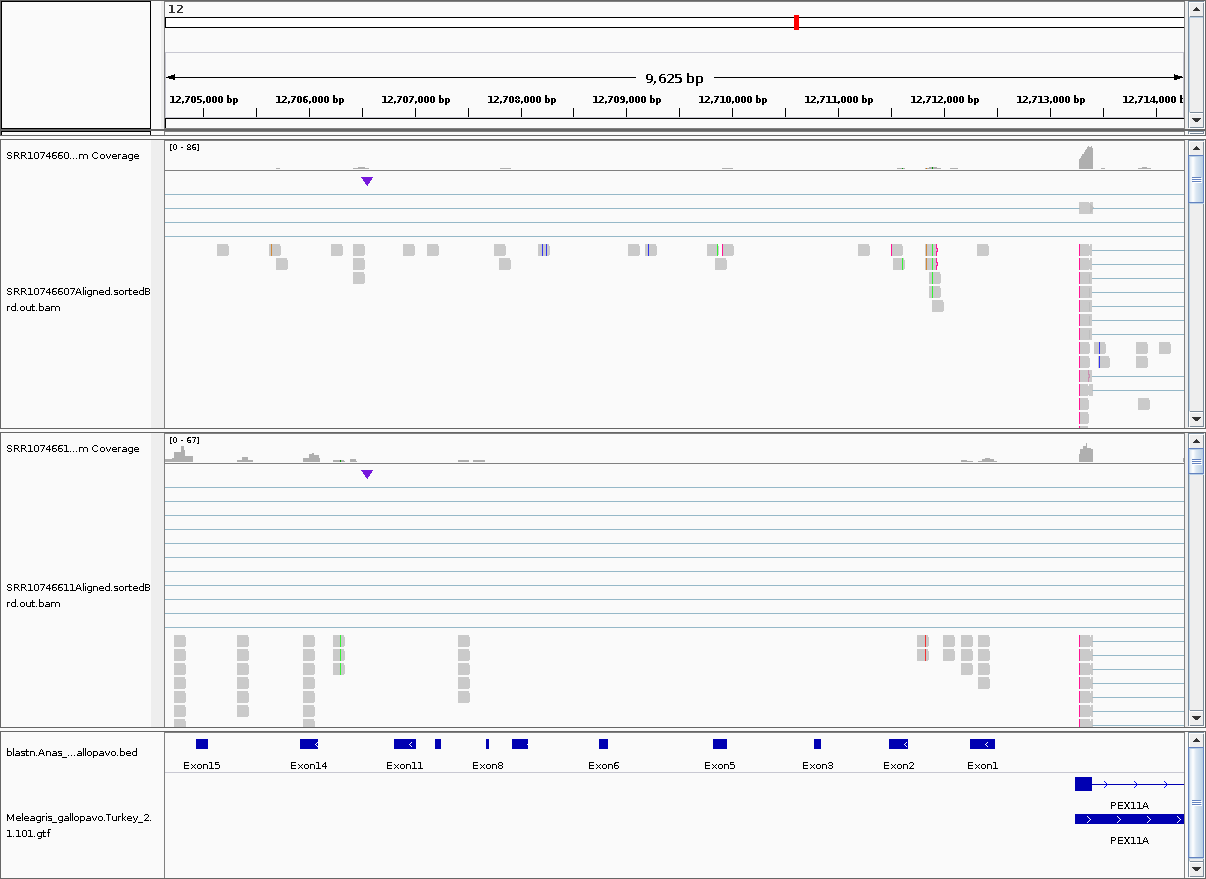 12
9,625 bp
12,705,000 bp 12,706,000 bp 12,707,000 bp 12,708,000 bp 12,709,000 bp 12,710,000 bp 12,711,000 bp 12,712,000 bp 12,713,000 bp 12,714,000 b
SRR1074660...m Coverage
[0 - 86]
SRR10746607Aligned.sortedB
rd.out.bam
SRR1074661...m Coverage
[0 - 67]
SRR10746611Aligned.sortedB
rd.out.bam
blastn.Anas_...allopavo.bed
Exon15 Exon14 Exon11 Exon8 Exon6 Exon5 Exon3 Exon2 Exon1
Meleagris_gallopavo.Turkey_2.
1.101.gtf
PEX11A
PEX11A